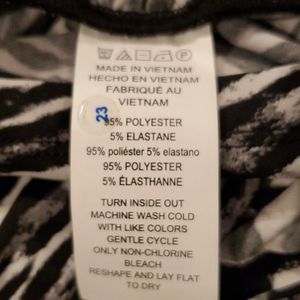 MADE IN VIETNAM
HECHO EN VIETNAM
FABRIQUÉ AU
VIETNAM
23
95% POLYESTER
5% ELASTANE
95% poliéster 5% elastano
95% POLYESTER
5% ÉLASTHANNE
TURN INSIDE OUT
MACHINE WASH COLD
WITH LIKE COLORS
GENTLE CYCLE
ONLY NON-CHLORINE
BLEACH
RESHAPE AND LAY FLAT
TO DRY